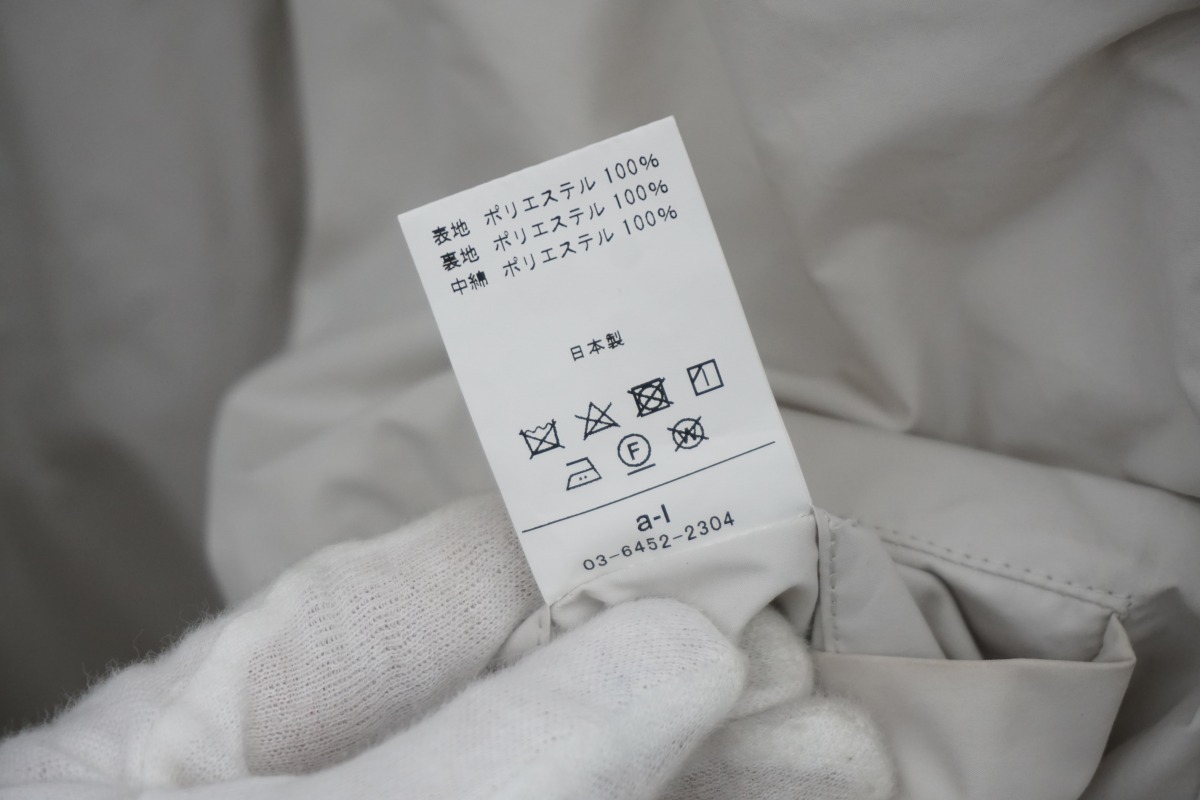 表地 ポリエステル 100%
裏地 ポリエステル 100%
中綿 ポリエステル 100%
日本製
F
W
a-l
03-6452-2304